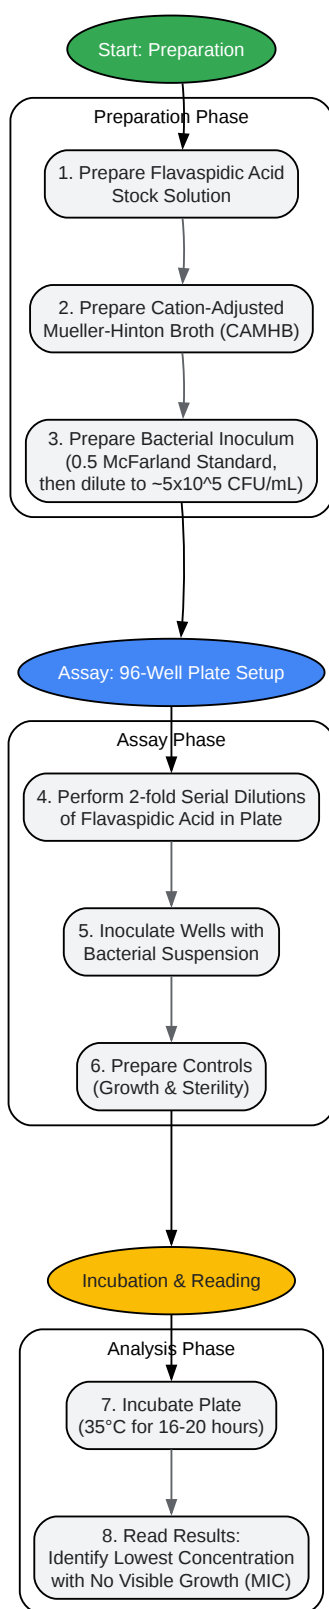 Start: Preparation
Preparation Phase
1. Prepare Flavaspidic Acid
Stock Solution
2. Prepare Cation-Adjusted
Mueller-Hinton Broth (CAMHB)
3. Prepare Bacterial Inoculum
(0.5 McFarland Standard,
then dilute to ~5x10^5 CFU/mL)
Assay: 96-Well Plate Setup
Assay Phase
4. Perform 2-fold Serial Dilutions
of Flavaspidic Acid in Plate
5. Inoculate Wells with
Bacterial Suspension
6. Prepare Controls
(Growth & Sterility)
Incubation & Reading
Analysis Phase
7. Incubate Plate
(35°C for 16-20 hours)
8. Read Results:
Identify Lowest Concentration
with No Visible Growth (MIC)